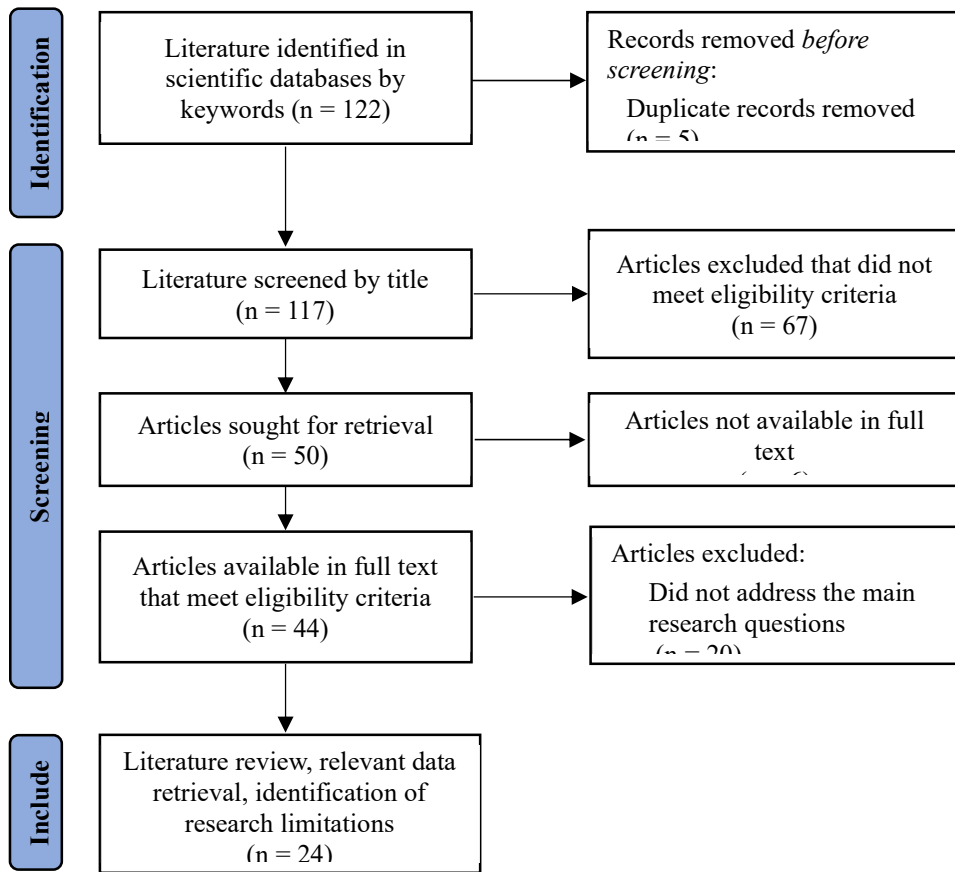 Identification
Literature identified in
scientific databases by
keywords (n = 122)
Records removed before
screening:
Duplicate records removed
(n = 5)
Screening
Literature screened by title
(n = 117)
Articles excluded that did not
meet eligibility criteria
(n = 67)
Articles sought for retrieval
(n = 50)
Articles not available in full
text
Articles available in full text
that meet eligibility criteria
(n = 44)
Articles excluded:
Did not address the main
research questions
(n = 20)
Include
Literature review, relevant data
retrieval, identification of
research limitations
(n = 24)